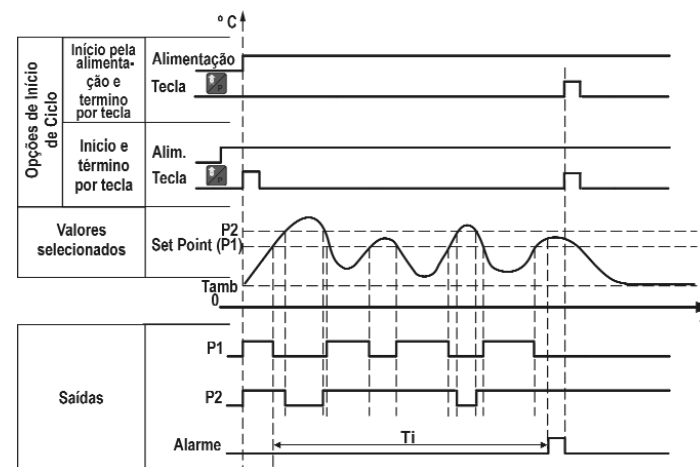 º C
Opções de Início
de Ciclo
Início pela
alimenta-
ção e
termino
por tecla
Alimentação
Tecla
P
Início e
término
por tecla
Alim.
Tecla
P
Valores
selecionados
P2
Set Point (P1)
Tamb
0
Saídas
P1
P2
Alarme
Ti